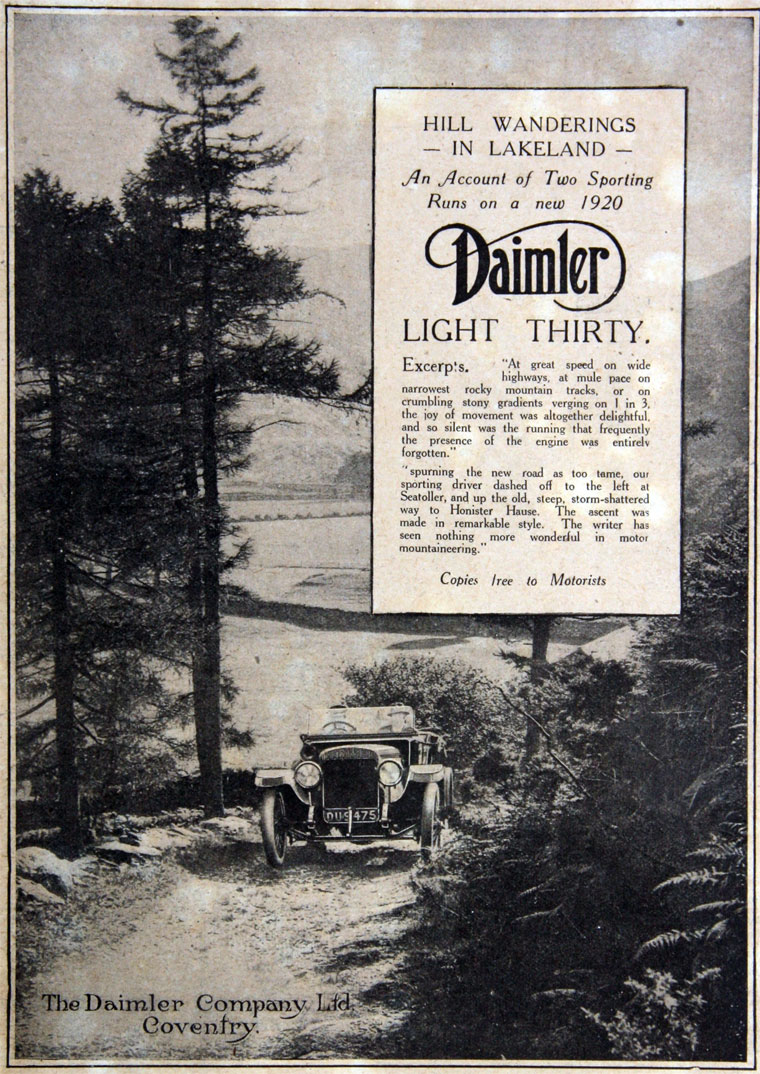 HILL WANDERINGS
— IN LAKELAND —
An Account of Two Sporting
Runs on a new 1920
Daimler
LIGHT THIRTY.
Excerpts. "At great speed on wide
highways, at mule pace on
narrowest rocky mountain tracks, or on
crumbling stony gradients verging on 1 in 3,
the joy of movement was altogether delightful,
and so silent was the running that frequently
the presence of the engine was entirely
forgotten."
"spurning the new road as too tame, our
sporting driver dashed off to the left at
Seatoller, and up the old, steep, storm-shattered
way to Honister Hause. The ascent was
made in remarkable style. The writer has
seen nothing more wonderful in motor
mountaineering."
Copies free to Motorists
DU 9475
The Daimler Company Ltd
Coventry.